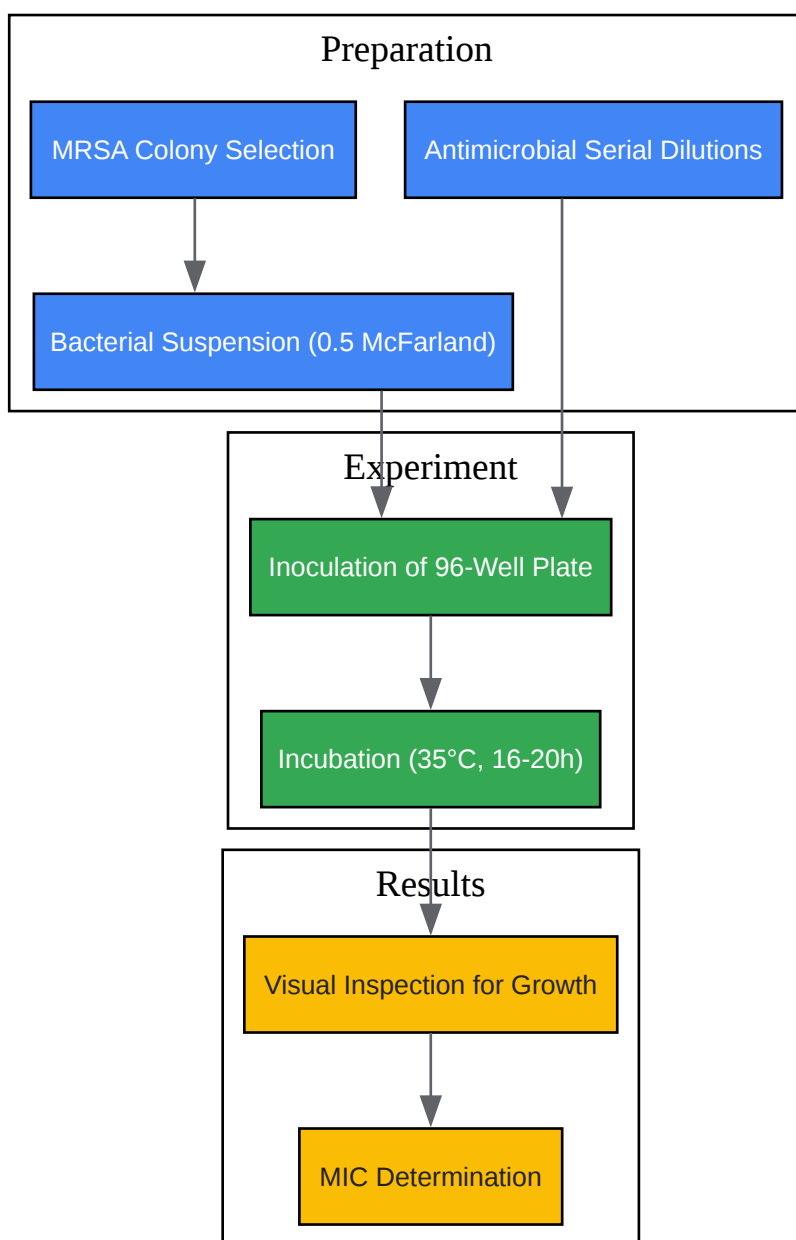 Preparation
MRSA Colony Selection
Antimicrobial Serial Dilutions
Bacterial Suspension (0.5 McFarland)
Experiment
Inoculation of 96-Well Plate
Incubation (35°C, 16-20h)
Results
Visual Inspection for Growth
MIC Determination